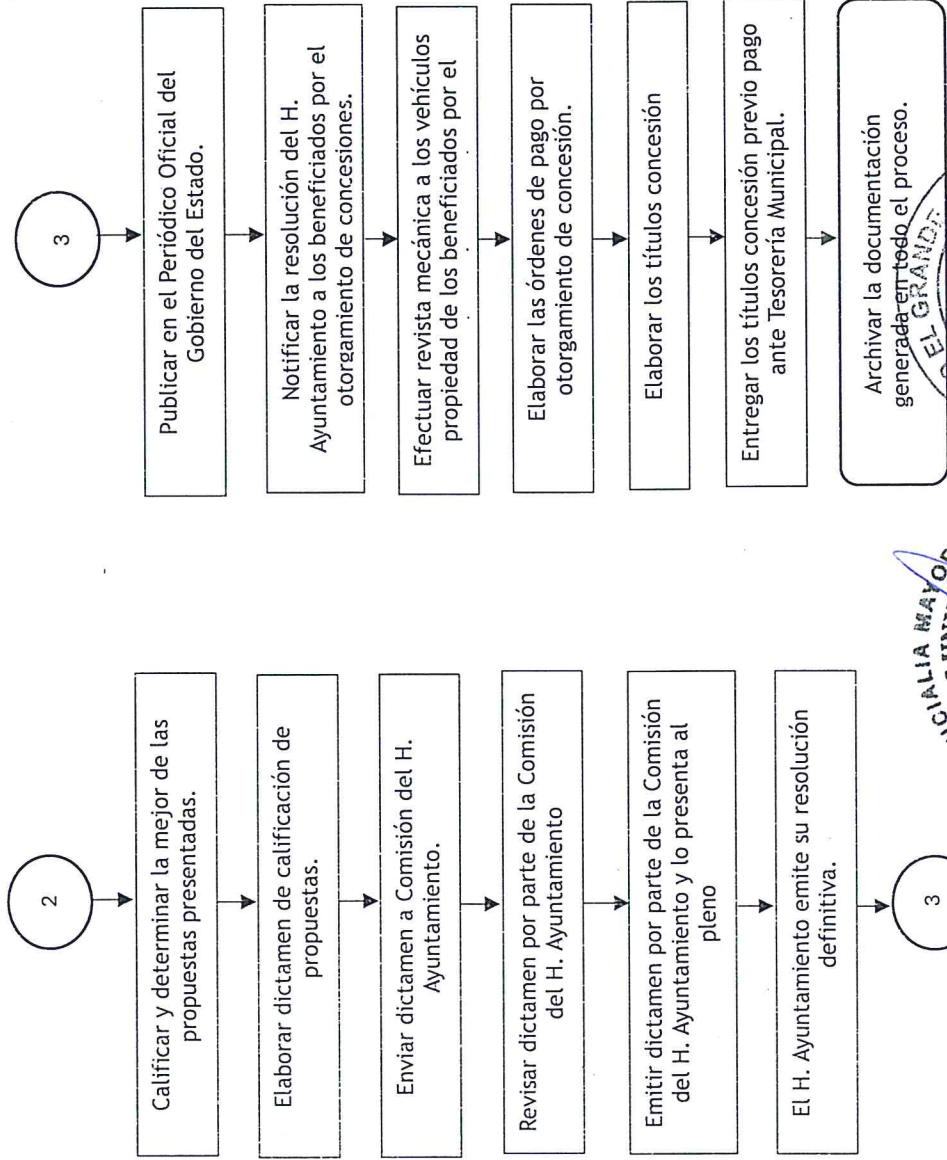 2
Calificar y determinar la mejor de las
propuestas presentadas.
Elaborar dictamen de calificación de
propuestas.
Enviar dictamen a Comisión del H.
Ayuntamiento.
Revisar dictamen por parte de la Comisión
del H. Ayuntamiento
Emitir dictamen por parte de la Comisión
del H. Ayuntamiento y lo presenta al
pleno
El H. Ayuntamiento emite su resolución
definitiva.
3
3
Publicar en el Periódico Oficial del
Gobierno del Estado.
Notificar la resolución del H.
Ayuntamiento a los beneficiados por el
otorgamiento de concesiones.
Efectuar revista mecánica a los vehículos
propiedad de los beneficiados por el
Elaborar las órdenes de pago por
otorgamiento de concesión.
Elaborar los títulos concesión
Entregar los títulos concesión previo pago
ante Tesorería Municipal.
Archivar la documentación
generada en todo el proceso.
EL GRANDE